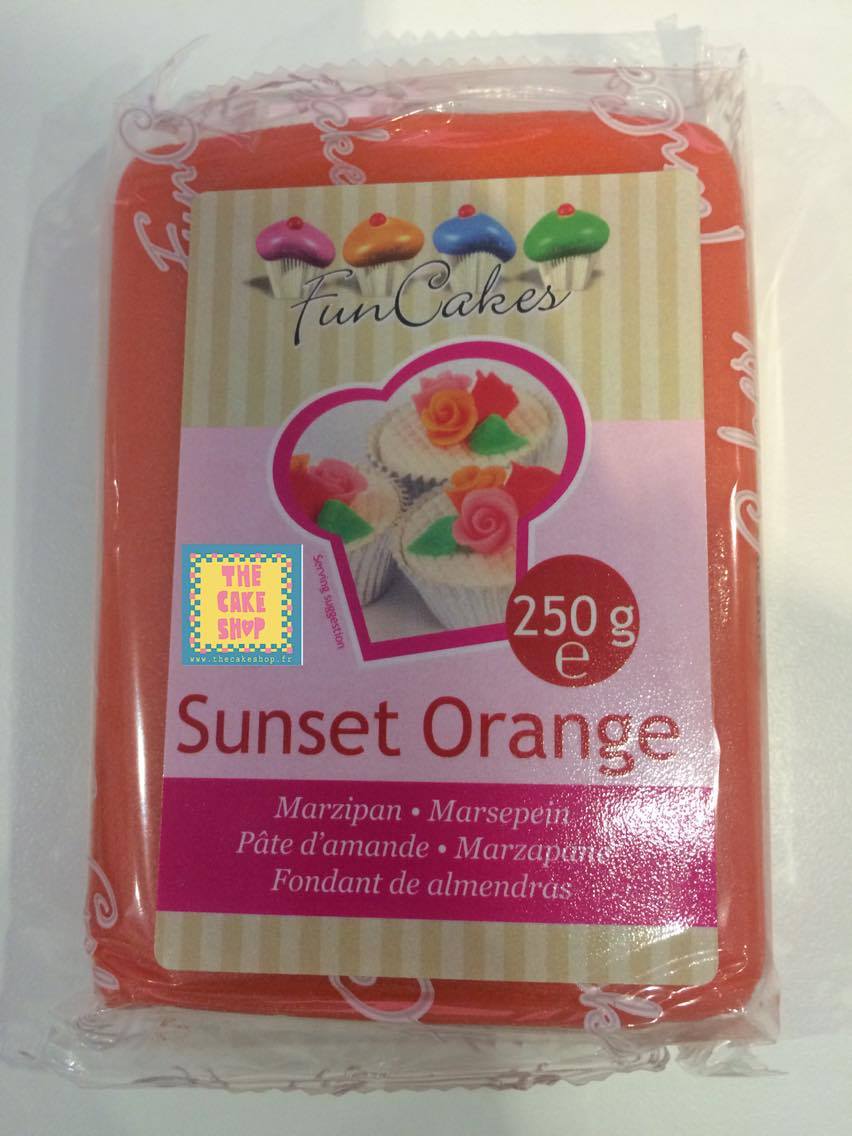 FunCakes
Serving suggestion
THE
CAKE
SHOP
www.thecakeshop.fr
250 g
e
Sunset Orange
Marzipan • Marsepein
Pâte d'amande • Marzapane
Fondant de almendras